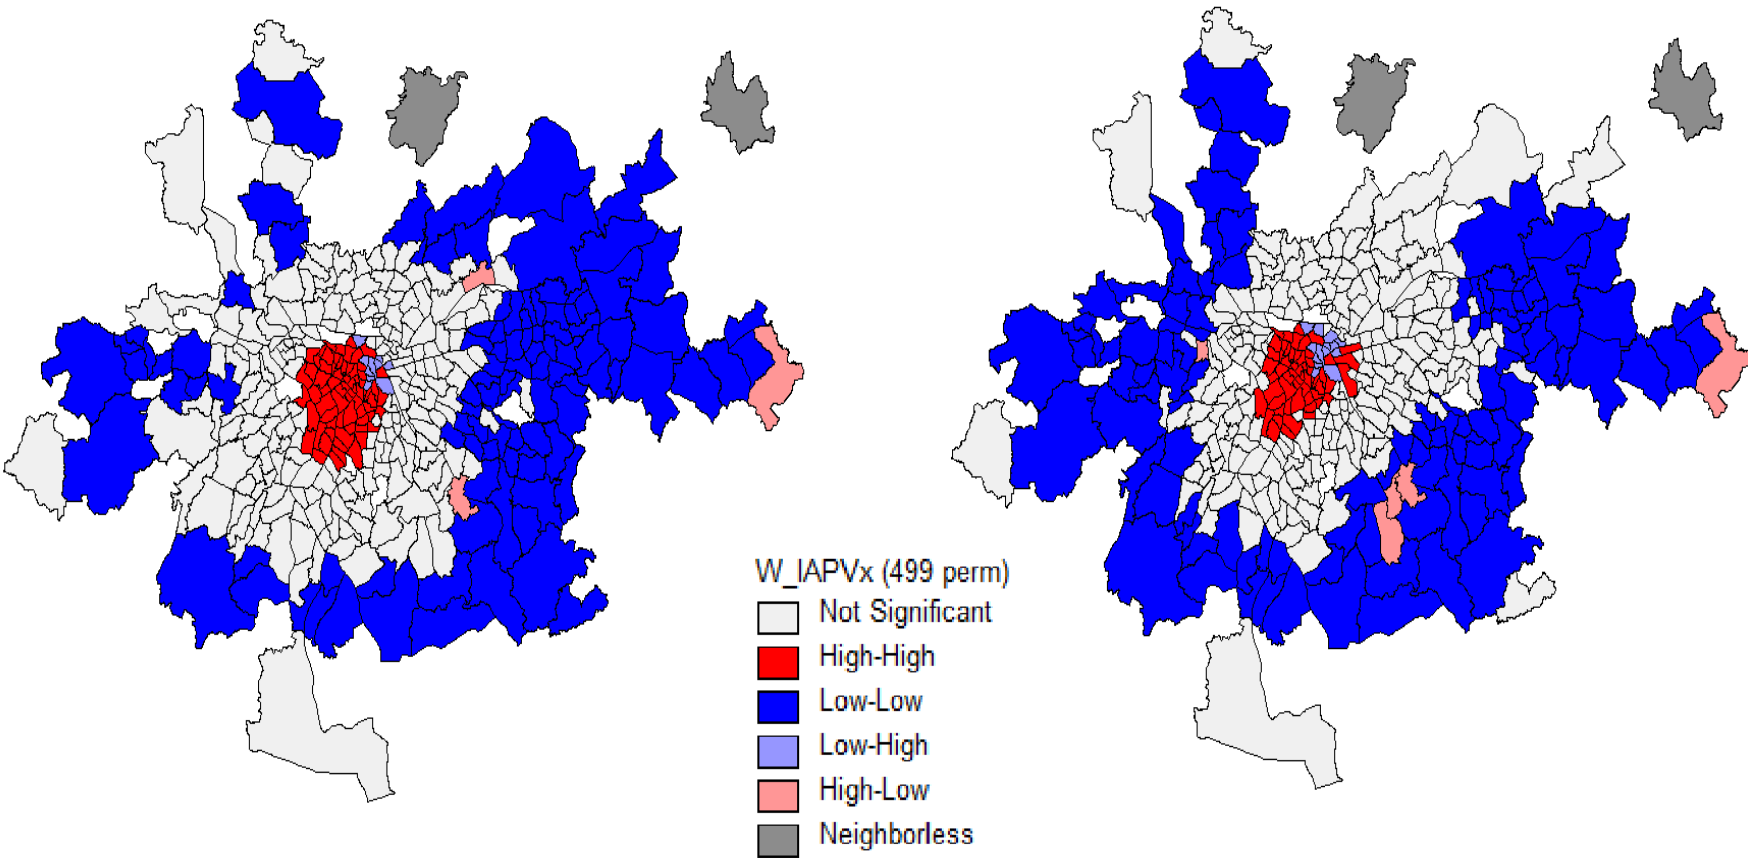 W_IAPVx (499 perm)
Not Significant
High-High
Low-Low
Low-High
High-Low
Neighborless